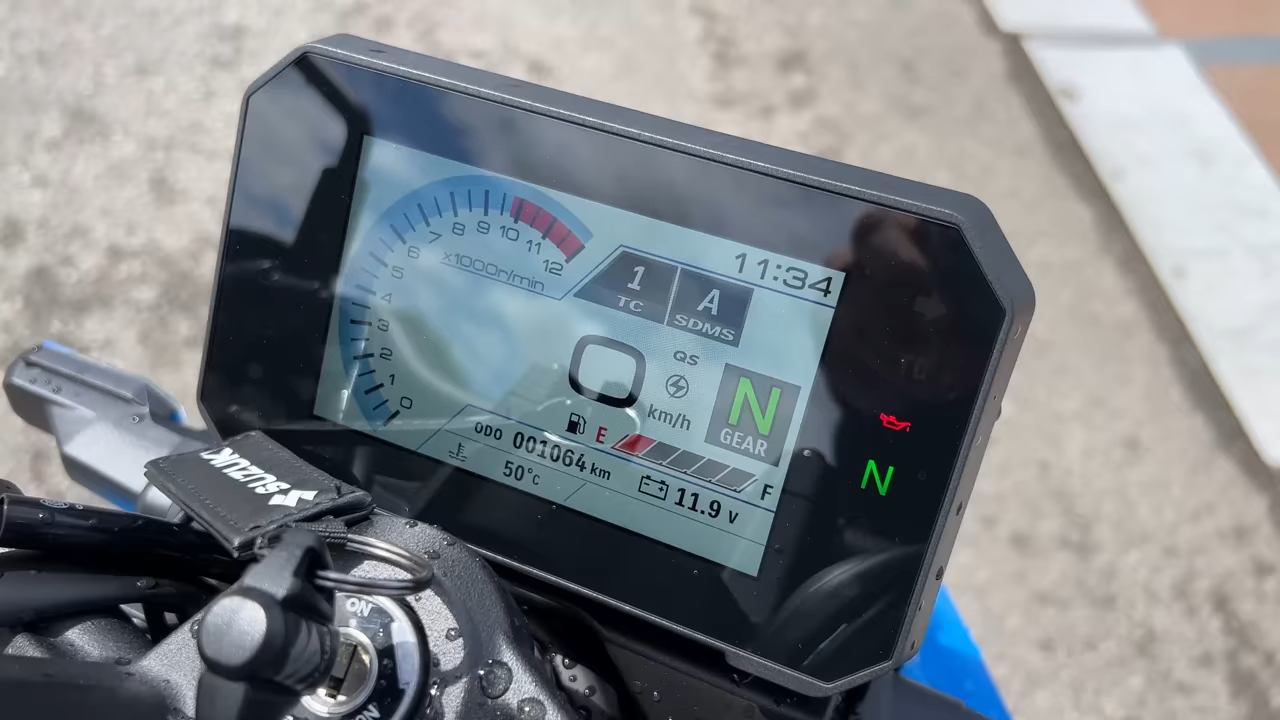 11:34
0 1 2 3 4 5 6 7 8 9 10 11 12
x1000r/min
1
TC
A
SDMS
0
km/h
QS
N
GEAR
E
F
ODO 001064 km
50°C
11.9 V
N
SUZUKI
ON